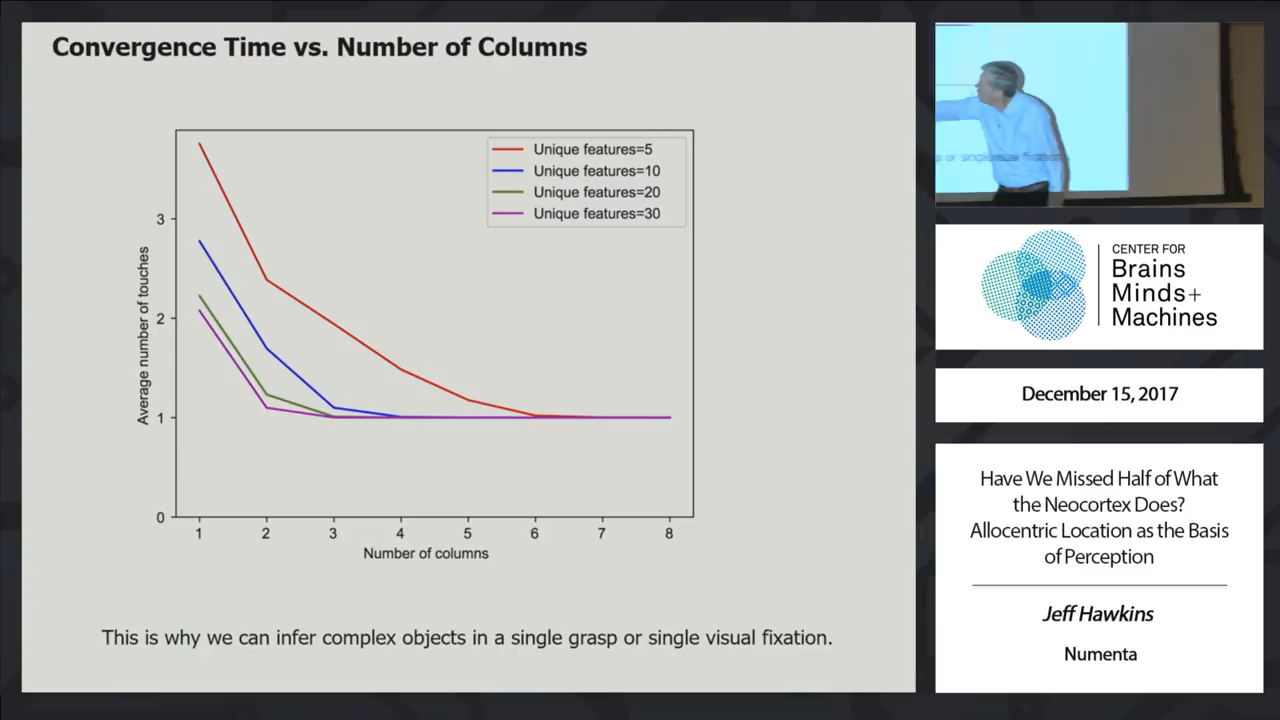 Convergence Time vs. Number of Columns
Unique features=5
Unique features=10
Unique features=20
Unique features=30
3
2
1
0
Average number of touches
1 2 3 4 5 6 7 8
Number of columns
This is why we can infer complex objects in a single grasp or single visual fixation.
CENTER FOR
Brains
Minds+
Machines
December 15, 2017
Have We Missed Half of What
the Neocortex Does?
Allocentric Location as the Basis
of Perception
Jeff Hawkins
Numenta